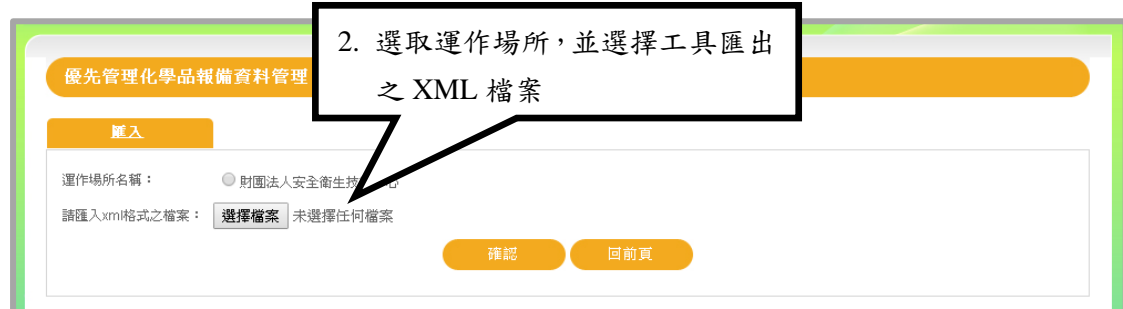 2. 選取運作場所，並選擇工具匯出
之 XML 檔案
優先管理化學品報備資料管理
匯入
運作場所名稱：
財團法人安全衛生技 心
請匯入xml格式之檔案：
選擇檔案 未選擇任何檔案
確認
回前頁